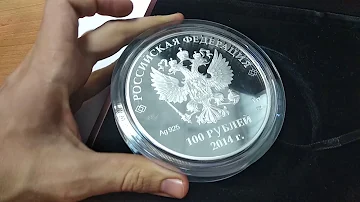 РОССИЙСКАЯ ФЕДЕРАЦИЯ
Ag 925
100 РУБЛЕЙ
2014 г.